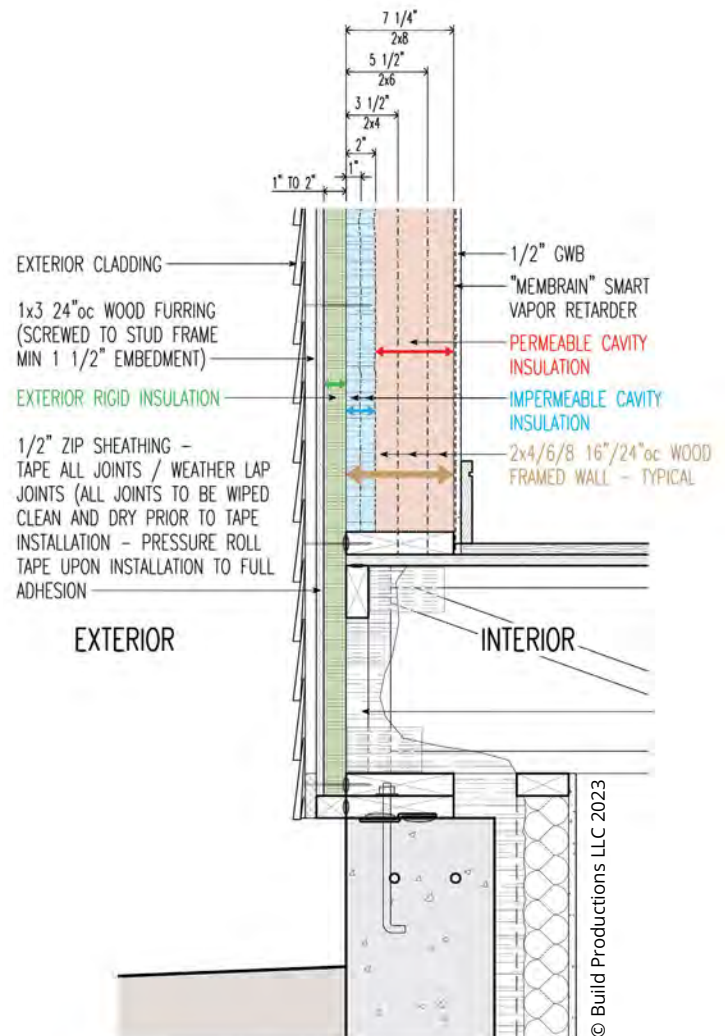 7 1/4"
2x8
5 1/2"
2x6
3 1/2"
2x4
2"
1"
1" TO 2"
EXTERIOR CLADDING
1x3 24"oc WOOD FURRING
(SCREWED TO STUD FRAME
MIN 1 1/2" EMBEDMENT)
EXTERIOR RIGID INSULATION
1/2" ZIP SHEATHING –
TAPE ALL JOINTS / WEATHER LAP
JOINTS (ALL JOINTS TO BE WIPED
CLEAN AND DRY PRIOR TO TAPE
INSTALLATION – PRESSURE ROLL
TAPE UPON INSTALLATION TO FULL
ADHESION
EXTERIOR
1/2" GWB
"MEMBRAIN" SMART
VAPOR RETARDER
PERMEABLE CAVITY
INSULATION
IMPERMEABLE CAVITY
INSULATION
2x4/6/8 16"/24"oc WOOD
FRAMED WALL – TYPICAL
INTERIOR
© Build Productions LLC 2023